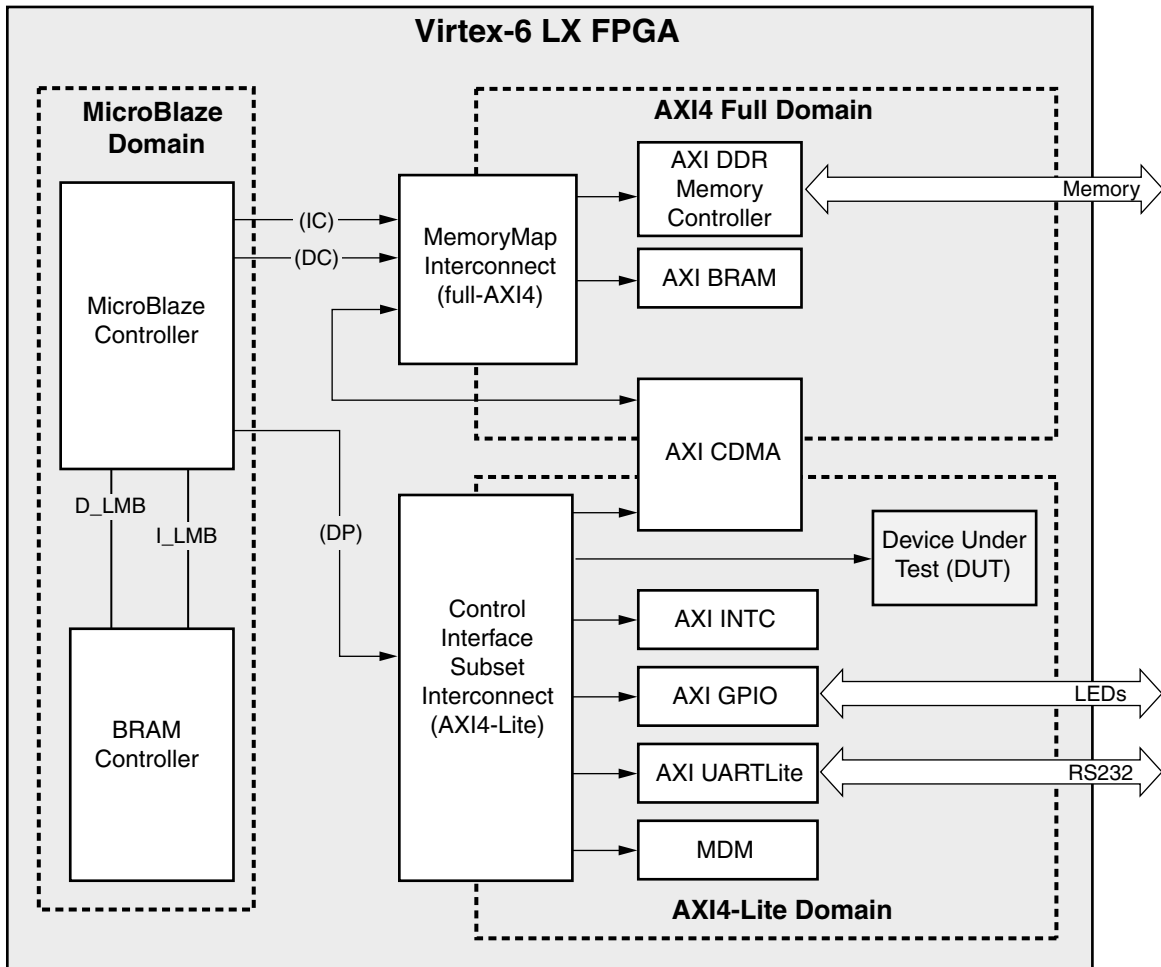 Virtex-6 LX FPGA
MicroBlaze
Domain
AXI4 Full Domain
MicroBlaze
Controller
(IC)
(DC)
MemoryMap
Interconnect
(full-AXI4)
AXI DDR
Memory
Controller
Memory
AXI BRAM
AXI CDMA
D_LMB
I_LMB
(DP)
BRAM
Controller
Control
Interface
Subset
Interconnect
(AXI4-Lite)
Device Under
Test (DUT)
AXI INTC
AXI GPIO
LEDs
AXI UARTLite
RS232
MDM
AXI4-Lite Domain